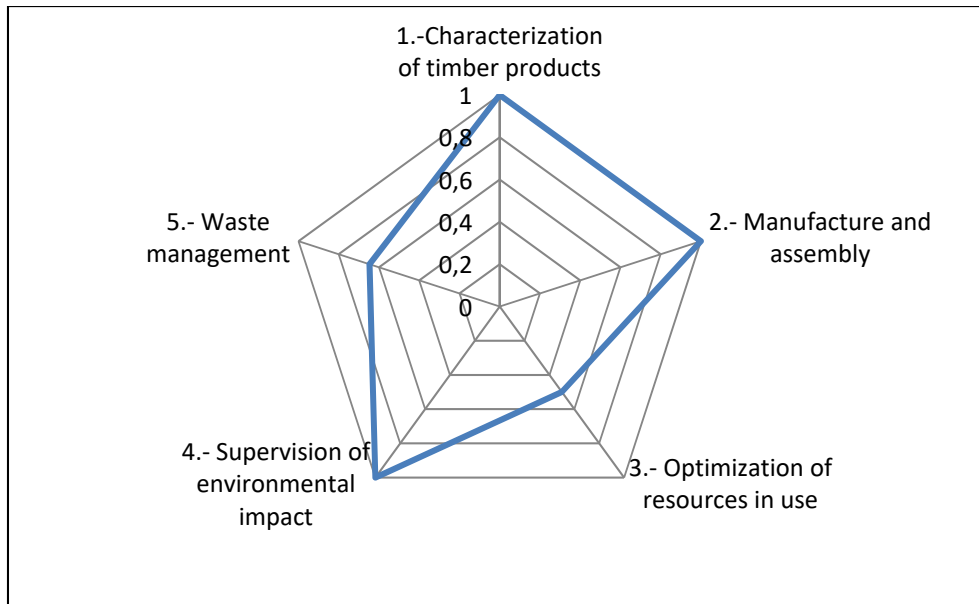 1.-Characterization
of timber products
1
0,8
0,6
0,4
0,2
0
2.- Manufacture and
assembly
3.- Optimization of
resources in use
4.- Supervision of
environmental
impact
5.- Waste
management